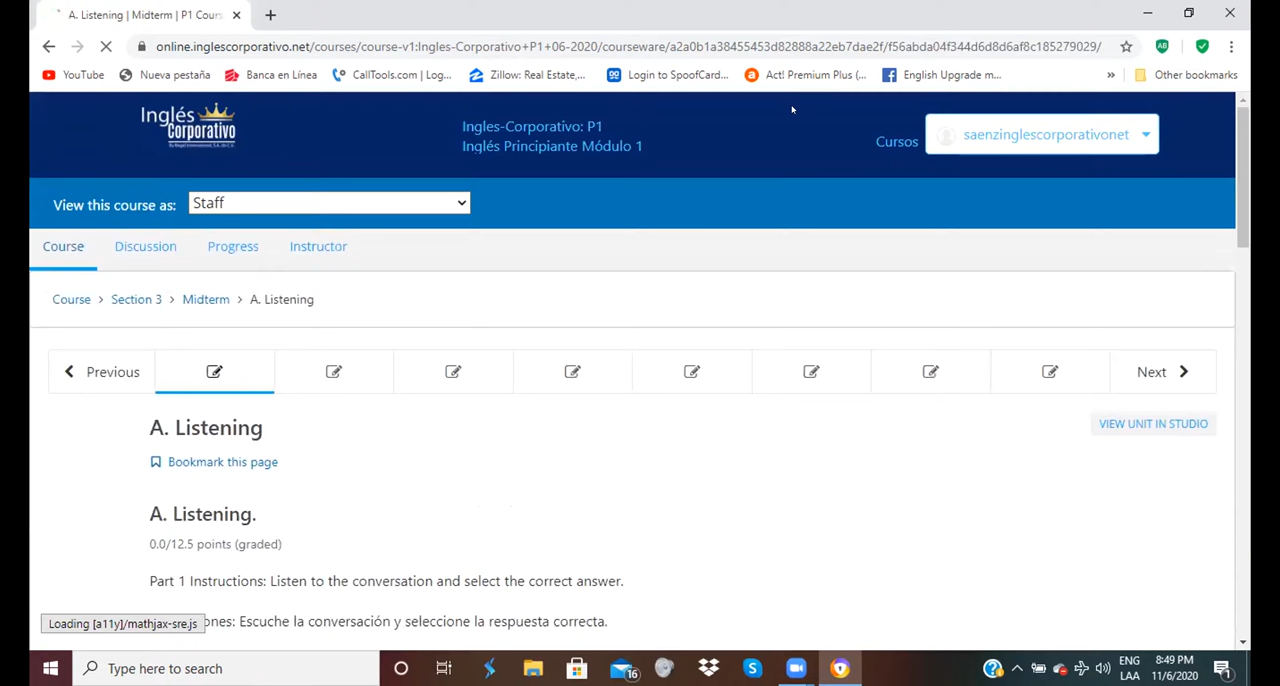 A. Listening | Midterm | P1 Cours
online.inglescorporativo.net/courses/course-v1:Ingles-Corporativo+P1+06-2020/courseware/a2a0b1a38455453d82888a22eb7dae2f/f56abda04f344d6d8d6af8c185279029/
YouTube Nueva pestaña Banca en Línea CallTools.com | Log... Zillow: Real Estate,... Login to SpoofCard... Act! Premium Plus (... English Upgrade m... » Other bookmarks
Inglés
Corporativo
Ingles-Corporativo: P1
Inglés Principiante Módulo 1
Cursos
saenzinglescorporativonet
View this course as: Staff
Course Discussion Progress Instructor
Course > Section 3 > Midterm > A. Listening
Previous Next
A. Listening
VIEW UNIT IN STUDIO
Bookmark this page
A. Listening.
0.0/12.5 points (graded)
Part 1 Instructions: Listen to the conversation and select the correct answer.
Loading [a11y]/mathjax-sre.js
ones: Escuche la conversación y seleccione la respuesta correcta.
Type here to search
16
ENG
LAA
8:49 PM
11/6/2020
1